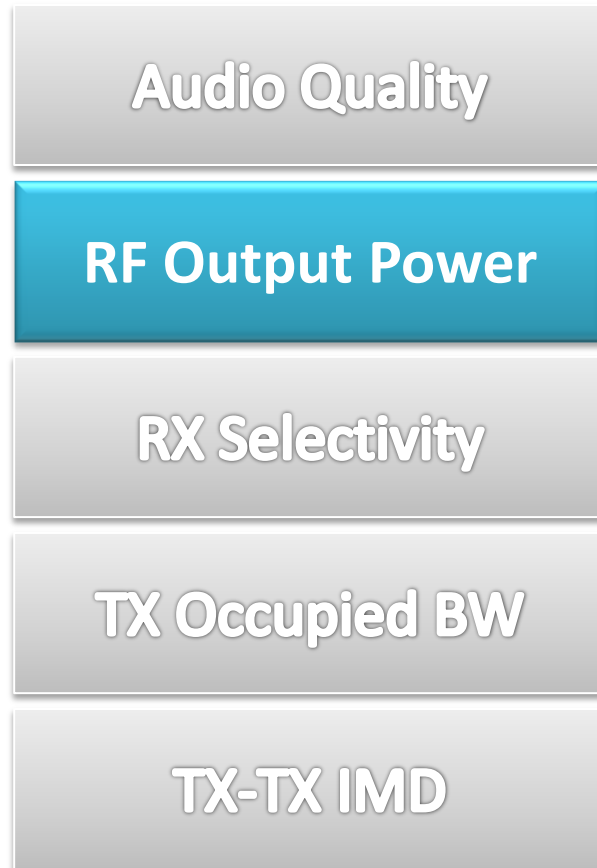 Audio Quality
RF Output Power
RX Selectivity
TX Occupied BW
TX-TX IMD